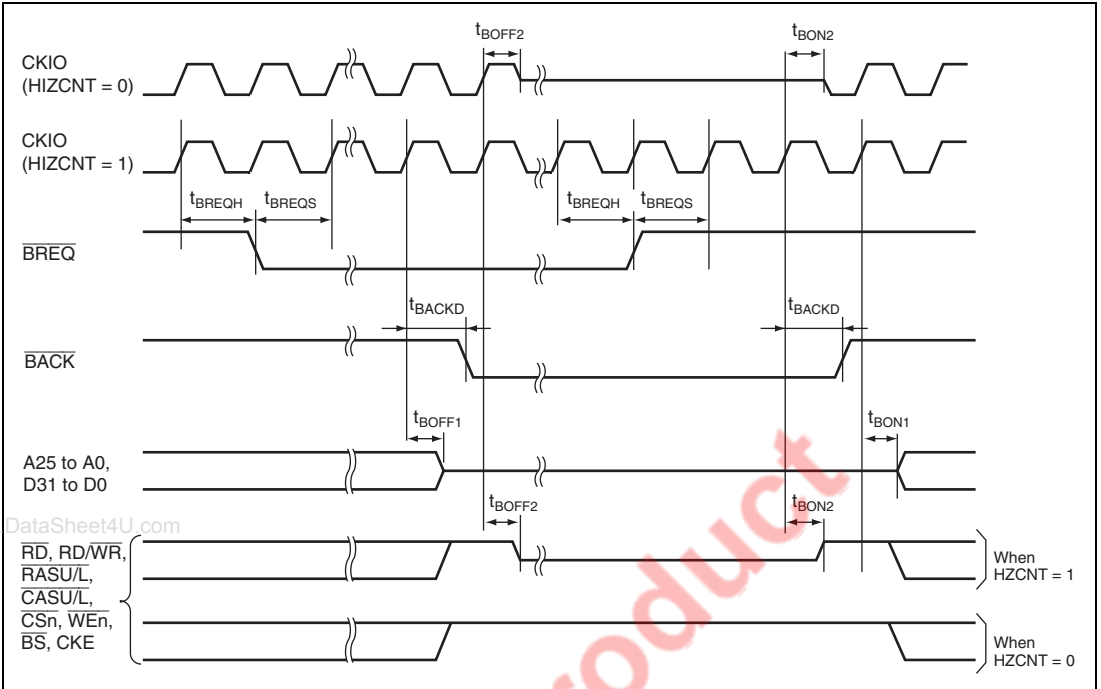 tBOFF2 tBON2
CKIO
(HIZCNT = 0)
CKIO
(HIZCNT = 1)
tBREQH tBREQS tBREQH tBREQS
BREQ
tBACKD tBACKD
BACK
tBOFF1 tBON1
A25 to A0,
D31 to D0
tBOFF2 tBON2
DataSheet4U.com
RD, RD/WR,
RASU/L,
CASU/L,
CSn, WEn,
BS, CKE
When
HZCNT = 1
When
HZCNT = 0
roduct